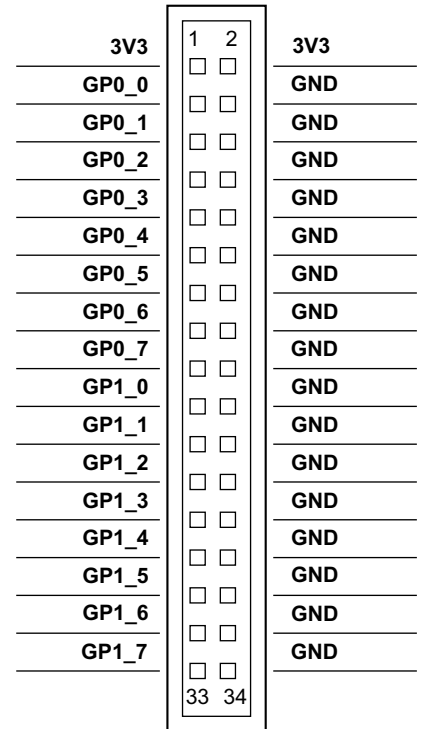 3V3 1 2 3V3
GP0_0 GND
GP0_1 GND
GP0_2 GND
GP0_3 GND
GP0_4 GND
GP0_5 GND
GP0_6 GND
GP0_7 GND
GP1_0 GND
GP1_1 GND
GP1_2 GND
GP1_3 GND
GP1_4 GND
GP1_5 GND
GP1_6 GND
GP1_7 GND
33 34